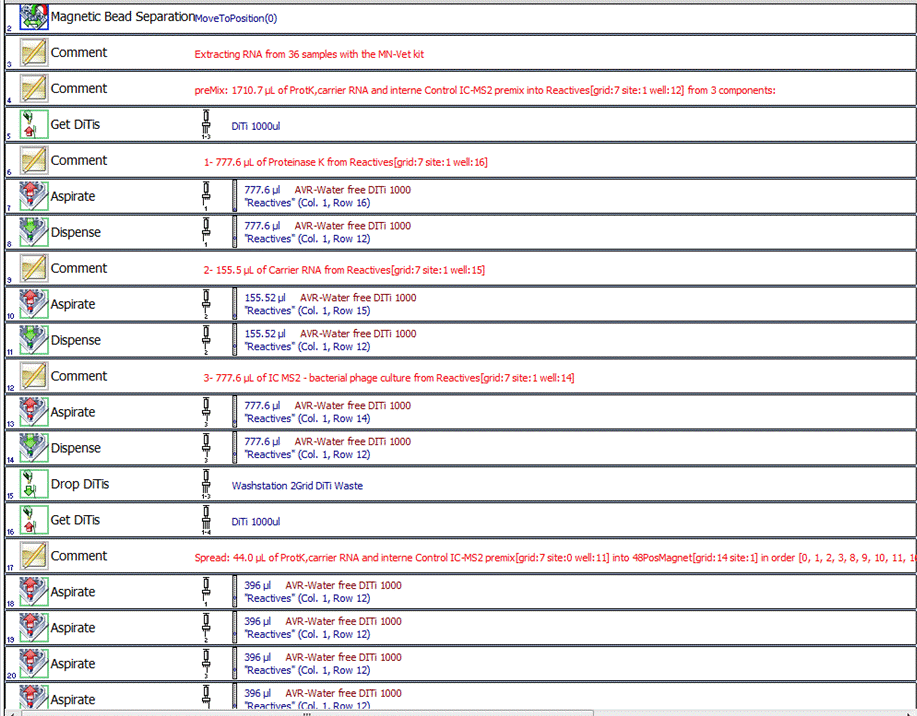 2 Magnetic Bead Separation MoveToPosition(0)
3 Comment Extracting RNA from 36 samples with the MN-Vet kit
4 Comment preMix: 1710.7 µL of ProtK,carrier RNA and interne Control IC-MS2 premix into Reactives[grid:7 site:1 well:12] from 3 components:
5 Get DiTis 1-3 DiTi 1000ul
6 Comment 1- 777.6 µL of Proteinase K from Reactives[grid:7 site:1 well:16]
7 Aspirate 1 777.6 µl AVR-Water free DITi 1000
"Reactives" (Col. 1, Row 16)
8 Dispense 1 777.6 µl AVR-Water free DITi 1000
"Reactives" (Col. 1, Row 12)
9 Comment 2- 155.5 µL of Carrier RNA from Reactives[grid:7 site:1 well:15]
10 Aspirate 2 155.52 µl AVR-Water free DITi 1000
"Reactives" (Col. 1, Row 15)
11 Dispense 2 155.52 µl AVR-Water free DITi 1000
"Reactives" (Col. 1, Row 12)
12 Comment 3- 777.6 µL of IC MS2 - bacterial phage culture from Reactives[grid:7 site:1 well:14]
13 Aspirate 3 777.6 µl AVR-Water free DITi 1000
"Reactives" (Col. 1, Row 14)
14 Dispense 3 777.6 µl AVR-Water free DITi 1000
"Reactives" (Col. 1, Row 12)
15 Drop DiTis 1-3 Washstation 2Grid DiTi Waste
16 Get DiTis 1-4 DiTi 1000ul
17 Comment Spread: 44.0 µL of ProtK,carrier RNA and interne Control IC-MS2 premix[grid:7 site:0 well:11] into 48PosMagnet[grid:14 site:1] in order [0, 1, 2, 3, 8, 9, 10, 11,
18 Aspirate 1 396 µl AVR-Water free DITi 1000
"Reactives" (Col. 1, Row 12)
19 Aspirate 2 396 µl AVR-Water free DITi 1000
"Reactives" (Col. 1, Row 12)
20 Aspirate 3 396 µl AVR-Water free DITi 1000
"Reactives" (Col. 1, Row 12)
Aspirate 396 µl AVR-Water free DITi 1000
"Reactives" (Col. 1, Row 12)